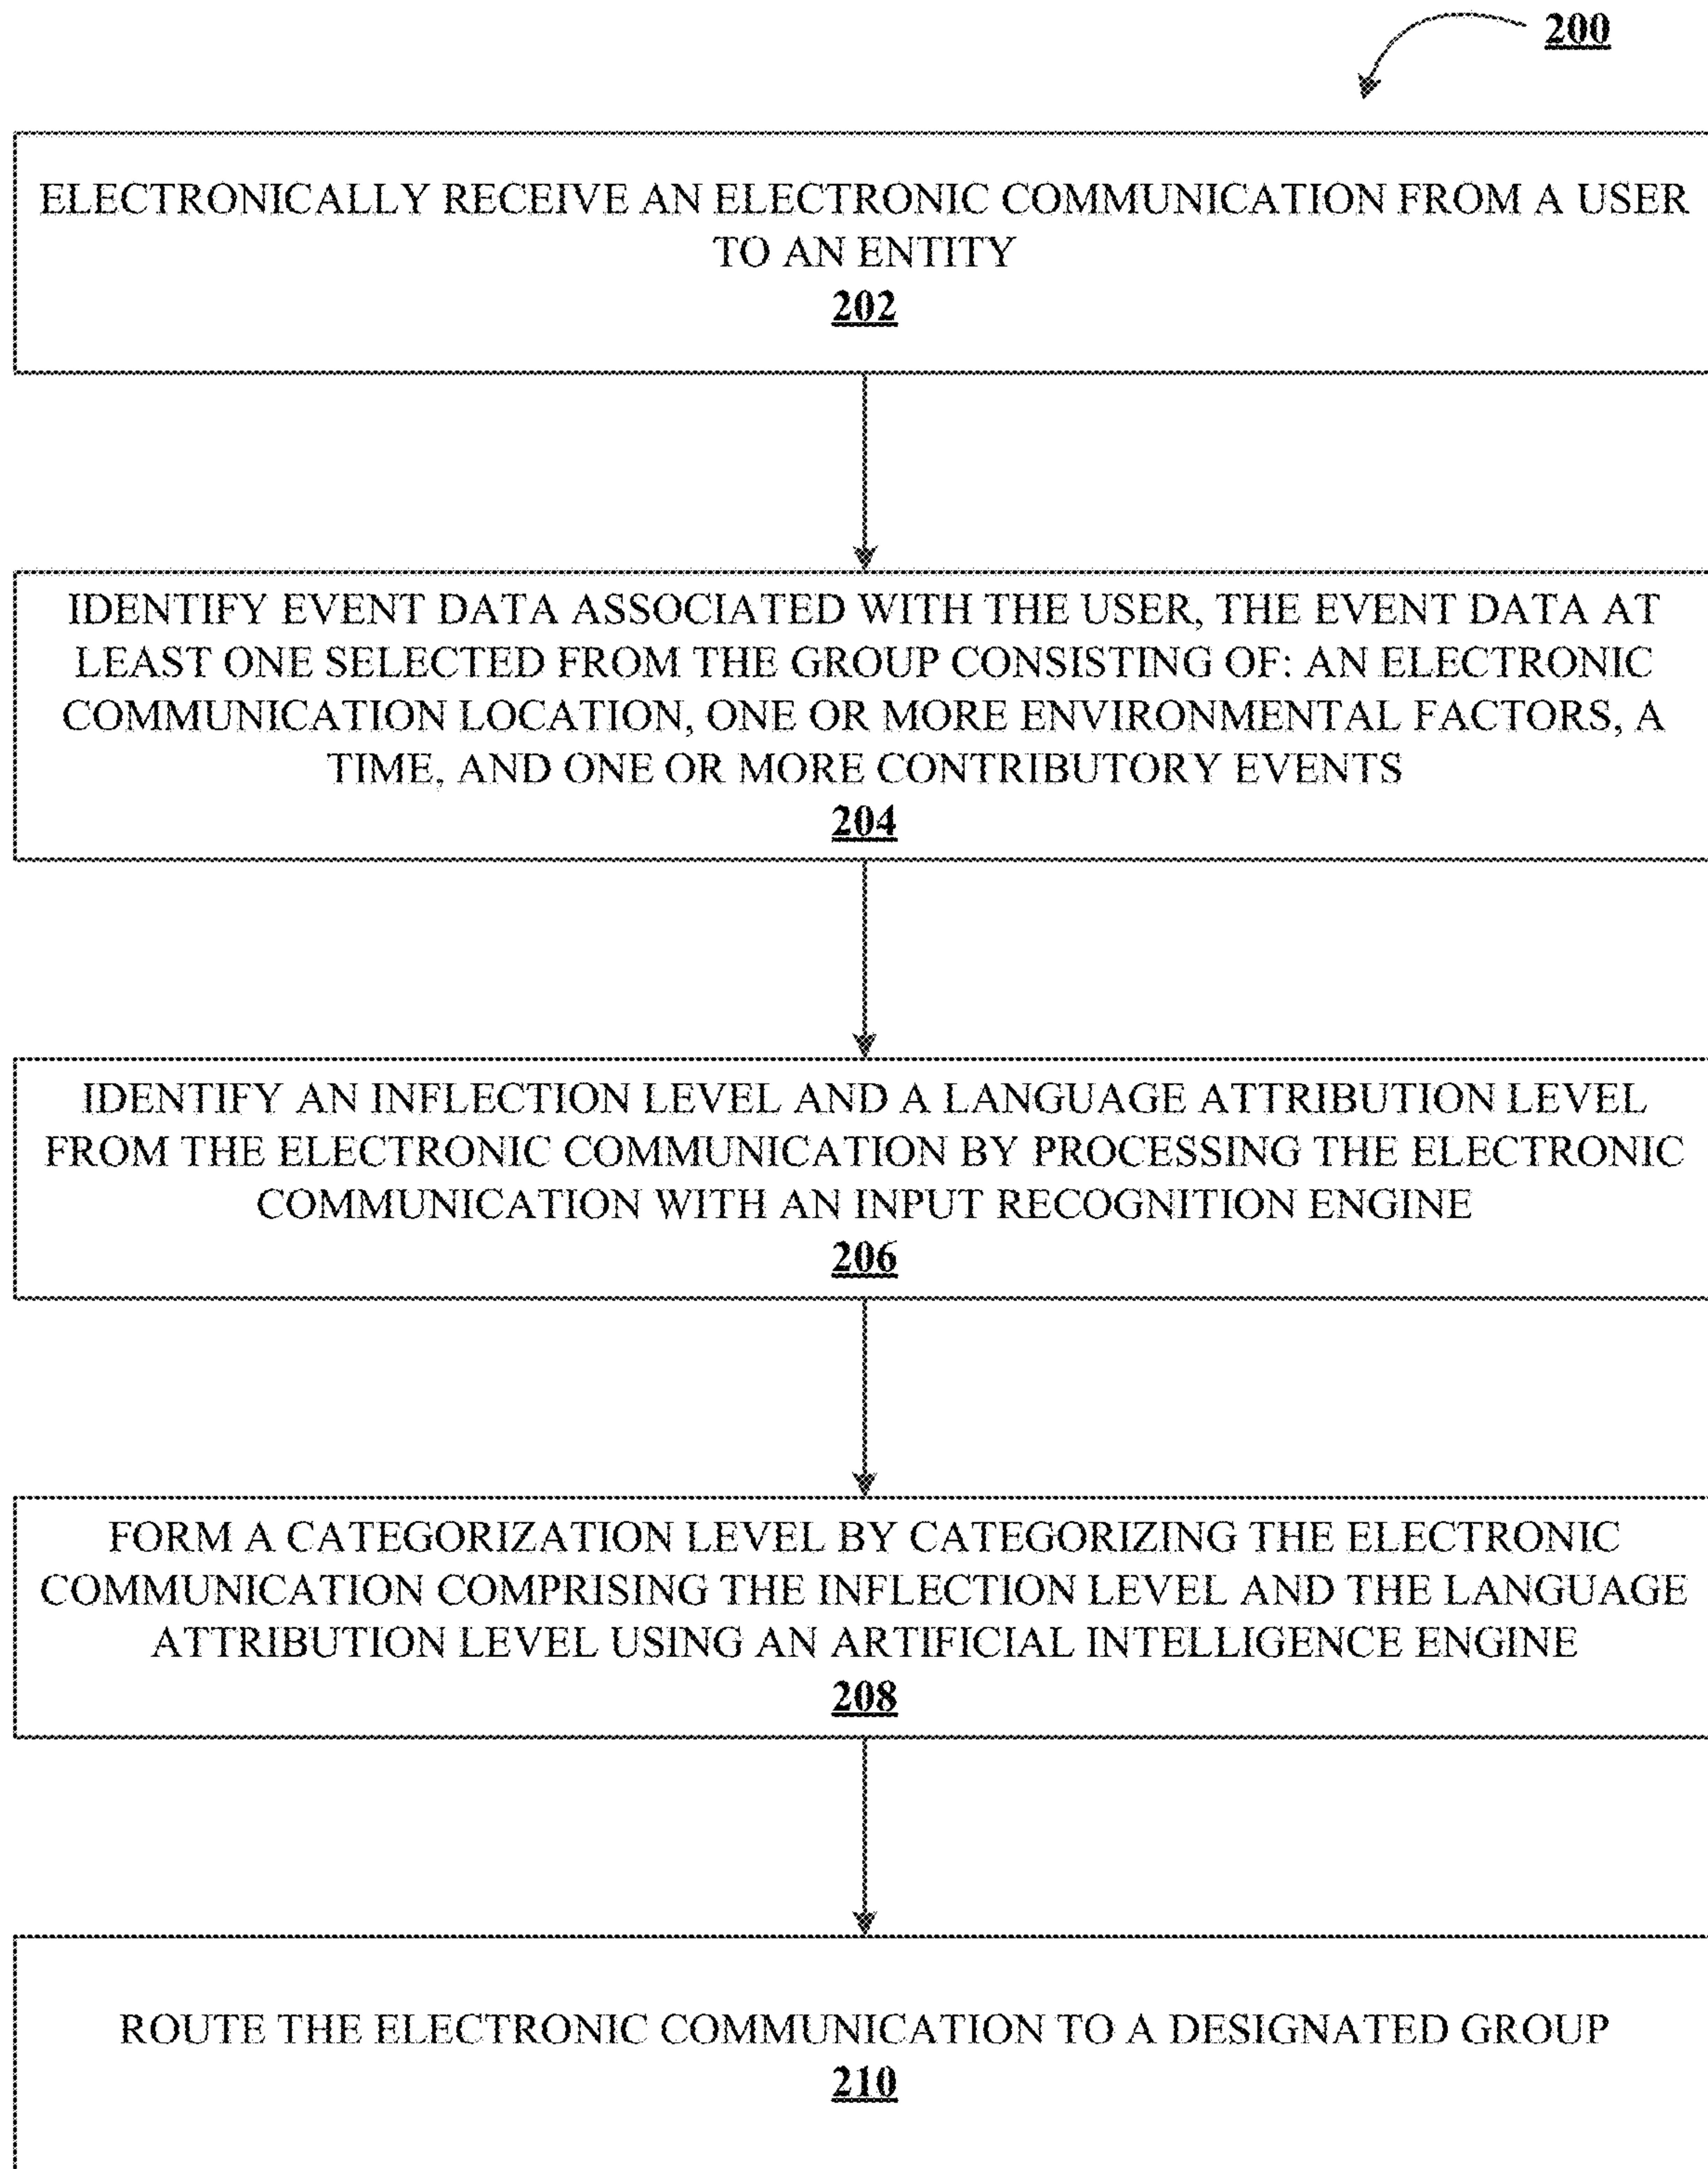 200
ELECTRONICALLY RECEIVE AN ELECTRONIC COMMUNICATION FROM A USER
TO AN ENTITY
202
IDENTIFY EVENT DATA ASSOCIATED WITH THE USER, THE EVENT DATA AT
LEAST ONE SELECTED FROM THE GROUP CONSISTING OF: AN ELECTRONIC
COMMUNICATION LOCATION, ONE OR MORE ENVIRONMENTAL FACTORS, A
TIME, AND ONE OR MORE CONTRIBUTORY EVENTS
204
IDENTIFY AN INFLECTION LEVEL AND A LANGUAGE ATTRIBUTION LEVEL
FROM THE ELECTRONIC COMMUNICATION BY PROCESSING THE ELECTRONIC
COMMUNICATION WITH AN INPUT RECOGNITION ENGINE
206
FORM A CATEGORIZATION LEVEL BY CATEGORIZING THE ELECTRONIC
COMMUNICATION COMPRISING THE INFLECTION LEVEL AND THE LANGUAGE
ATTRIBUTION LEVEL USING AN ARTIFICIAL INTELLIGENCE ENGINE
208
ROUTE THE ELECTRONIC COMMUNICATION TO A DESIGNATED GROUP
210